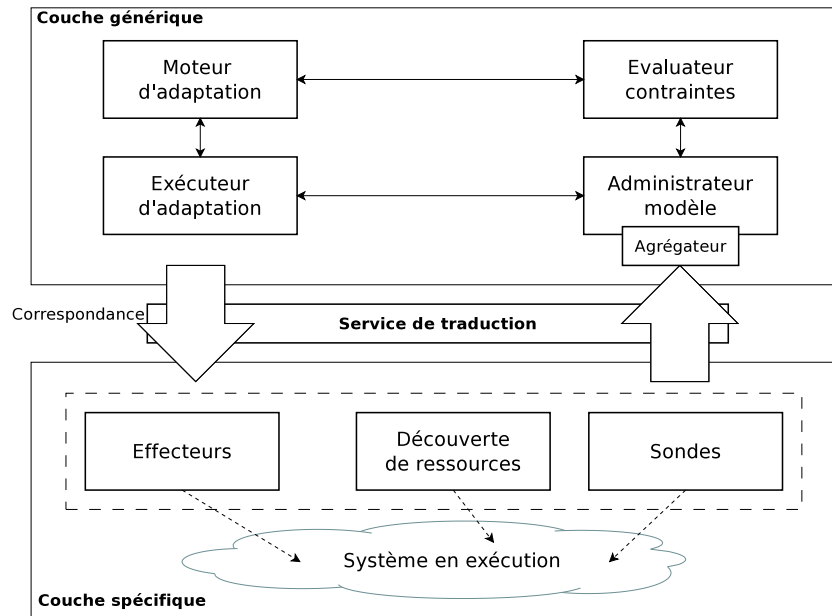 Couche générique
Moteur
d'adaptation
Evaluateur
contraintes
Exécuteur
d'adaptation
Administrateur
modèle
Agrégateur
Correspondance
Service de traduction
Effecteurs
Découverte
de ressources
Sondes
Système en exécution
Couche spécifique